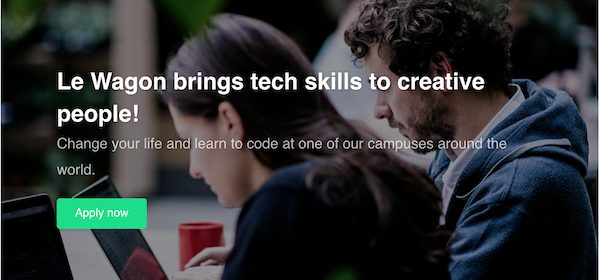 Le Wagon brings tech skills to creative
people!
Change your life and learn to code at one of our campuses around the
world.
Apply now